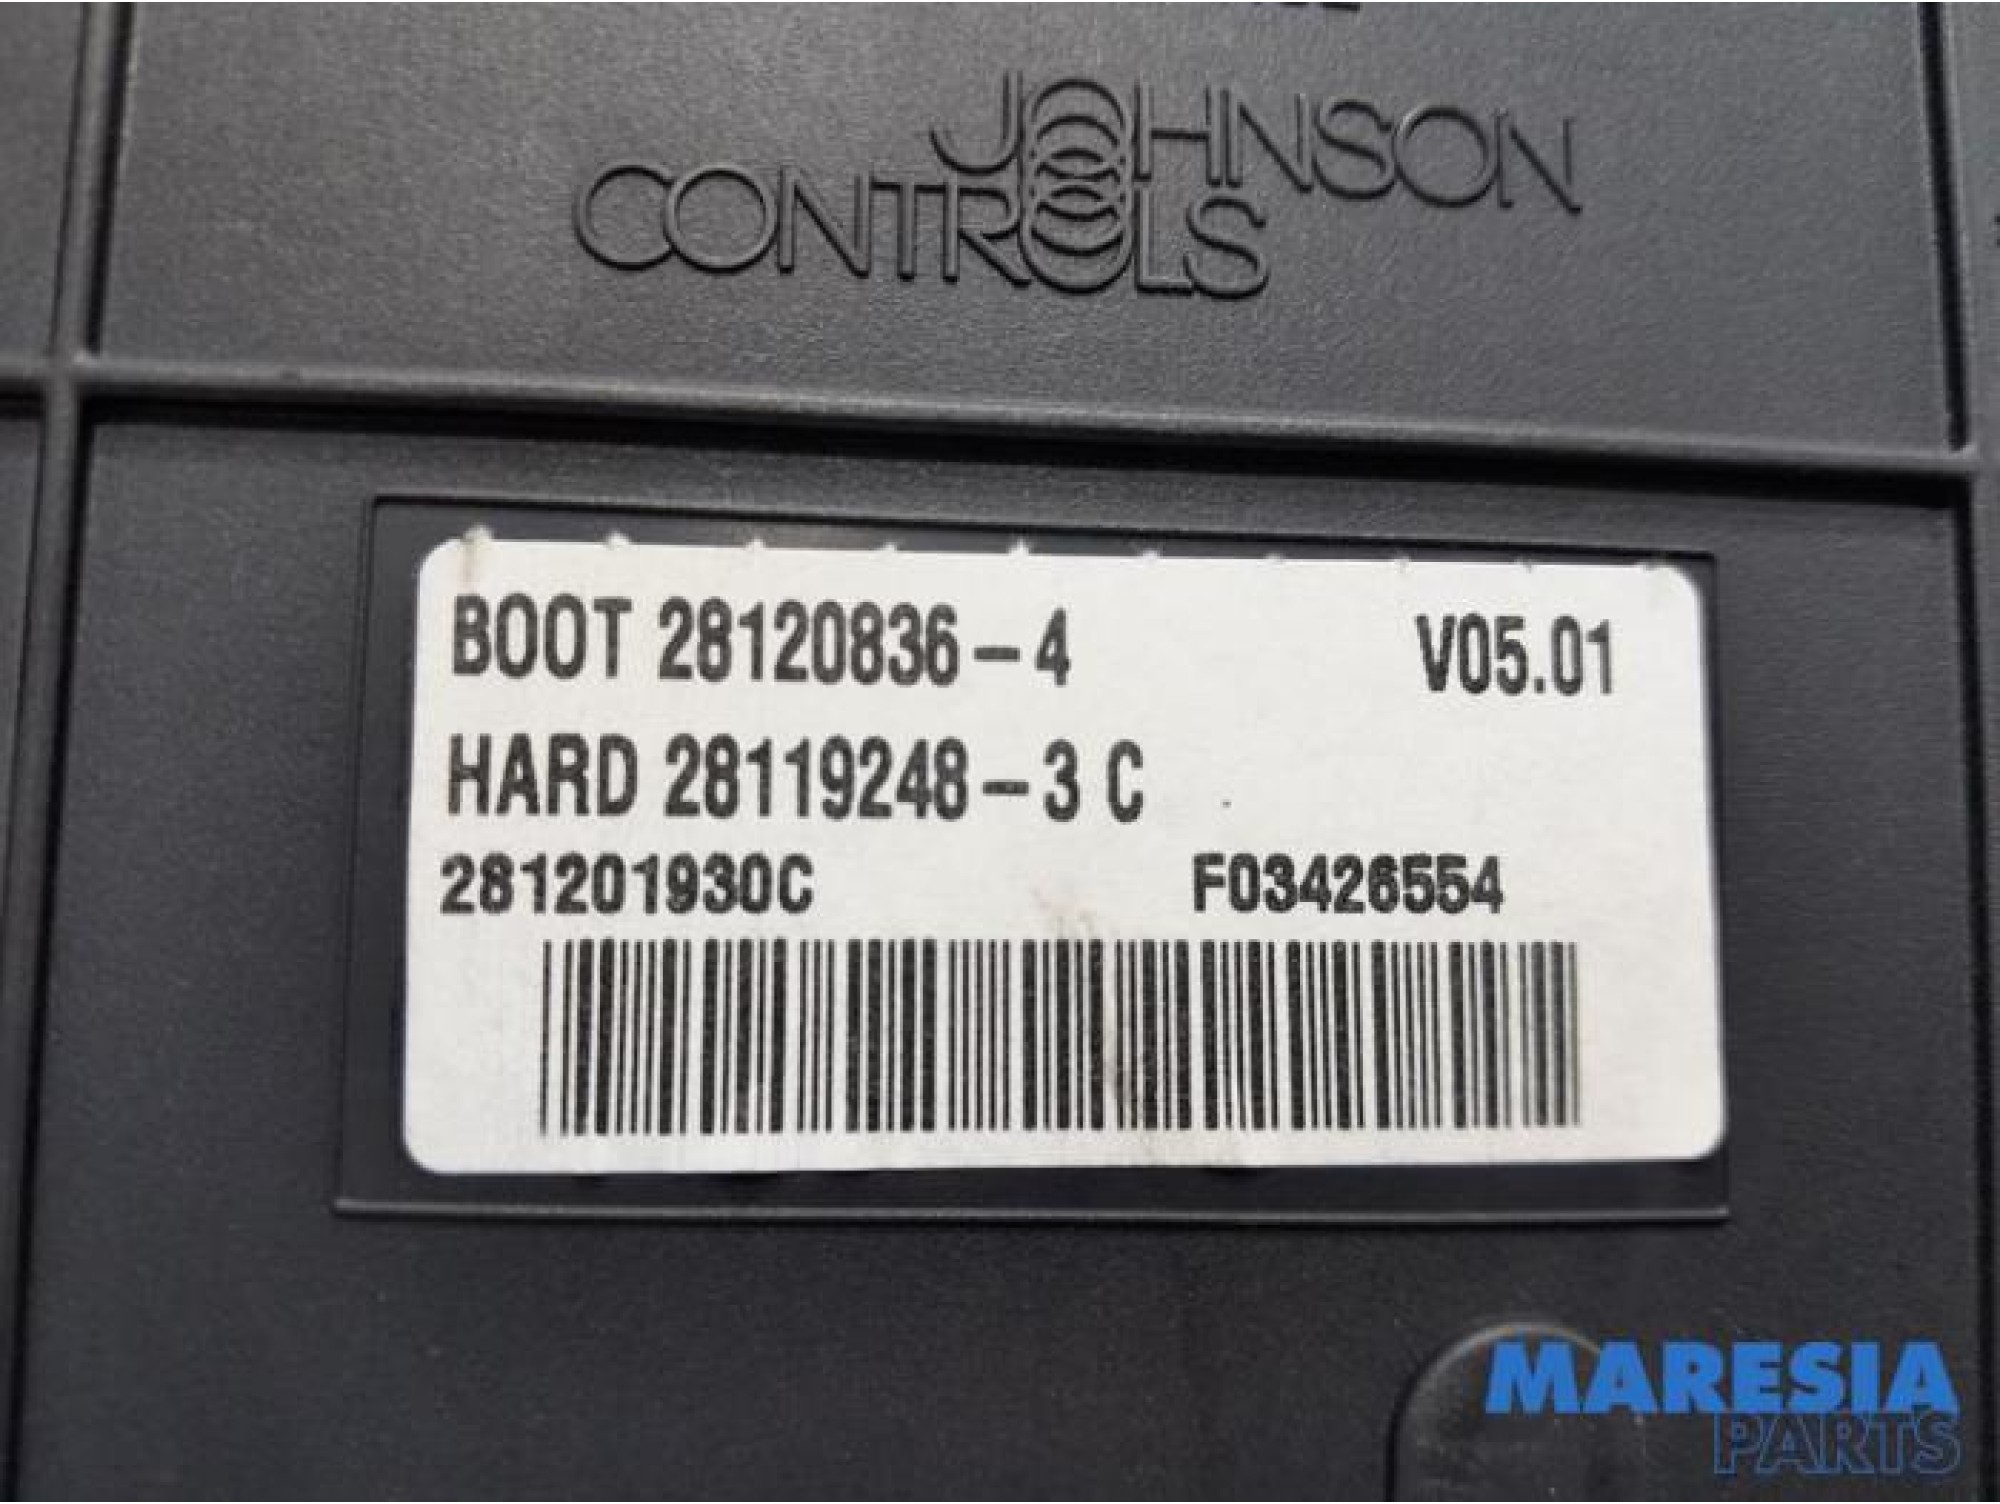 JOHNSON
CONTROLS
BOOT 28120836-4 V05.01
HARD 28119248-3 C
281201930C F03426554
MARESIA
PARTS